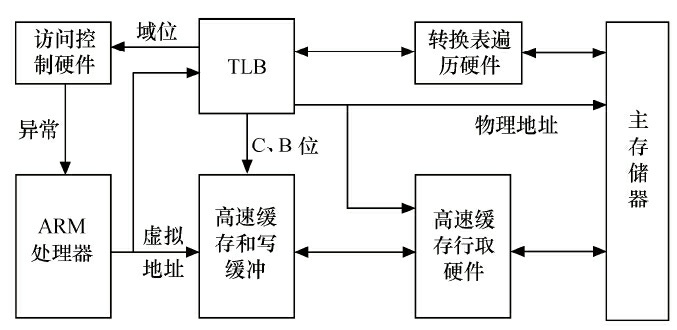 访问控
制硬件
域位
TLB
转换表遍
历硬件
异常
C、B 位
物理地址
主
存
储
器
ARM
处理器
虚拟
地址
高速缓
存和写
缓冲
高速缓
存行取
硬件